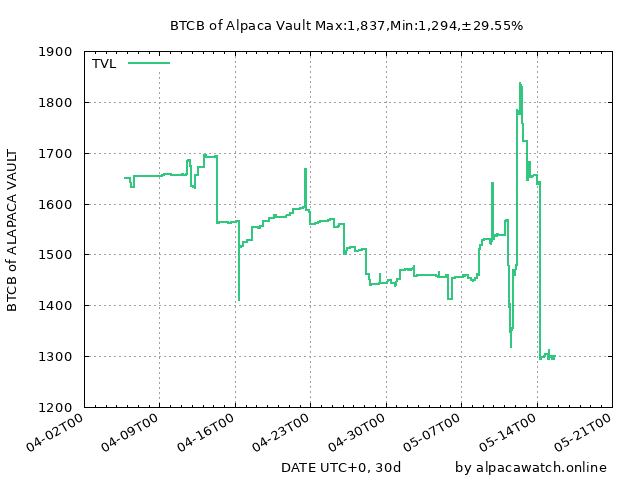 BTCB of Alpaca Vault Max:1,837,Min:1,294,±29.55%
1900
TVL
1800
1700
1600
1500
1400
1300
1200
BTCB of ALAPACA VAULT
04-02T00
04-09T00
04-16T00
04-23T00
04-30T00
05-07T00
05-14T00
05-21T00
DATE UTC+0, 30d
by alpacawatch.online